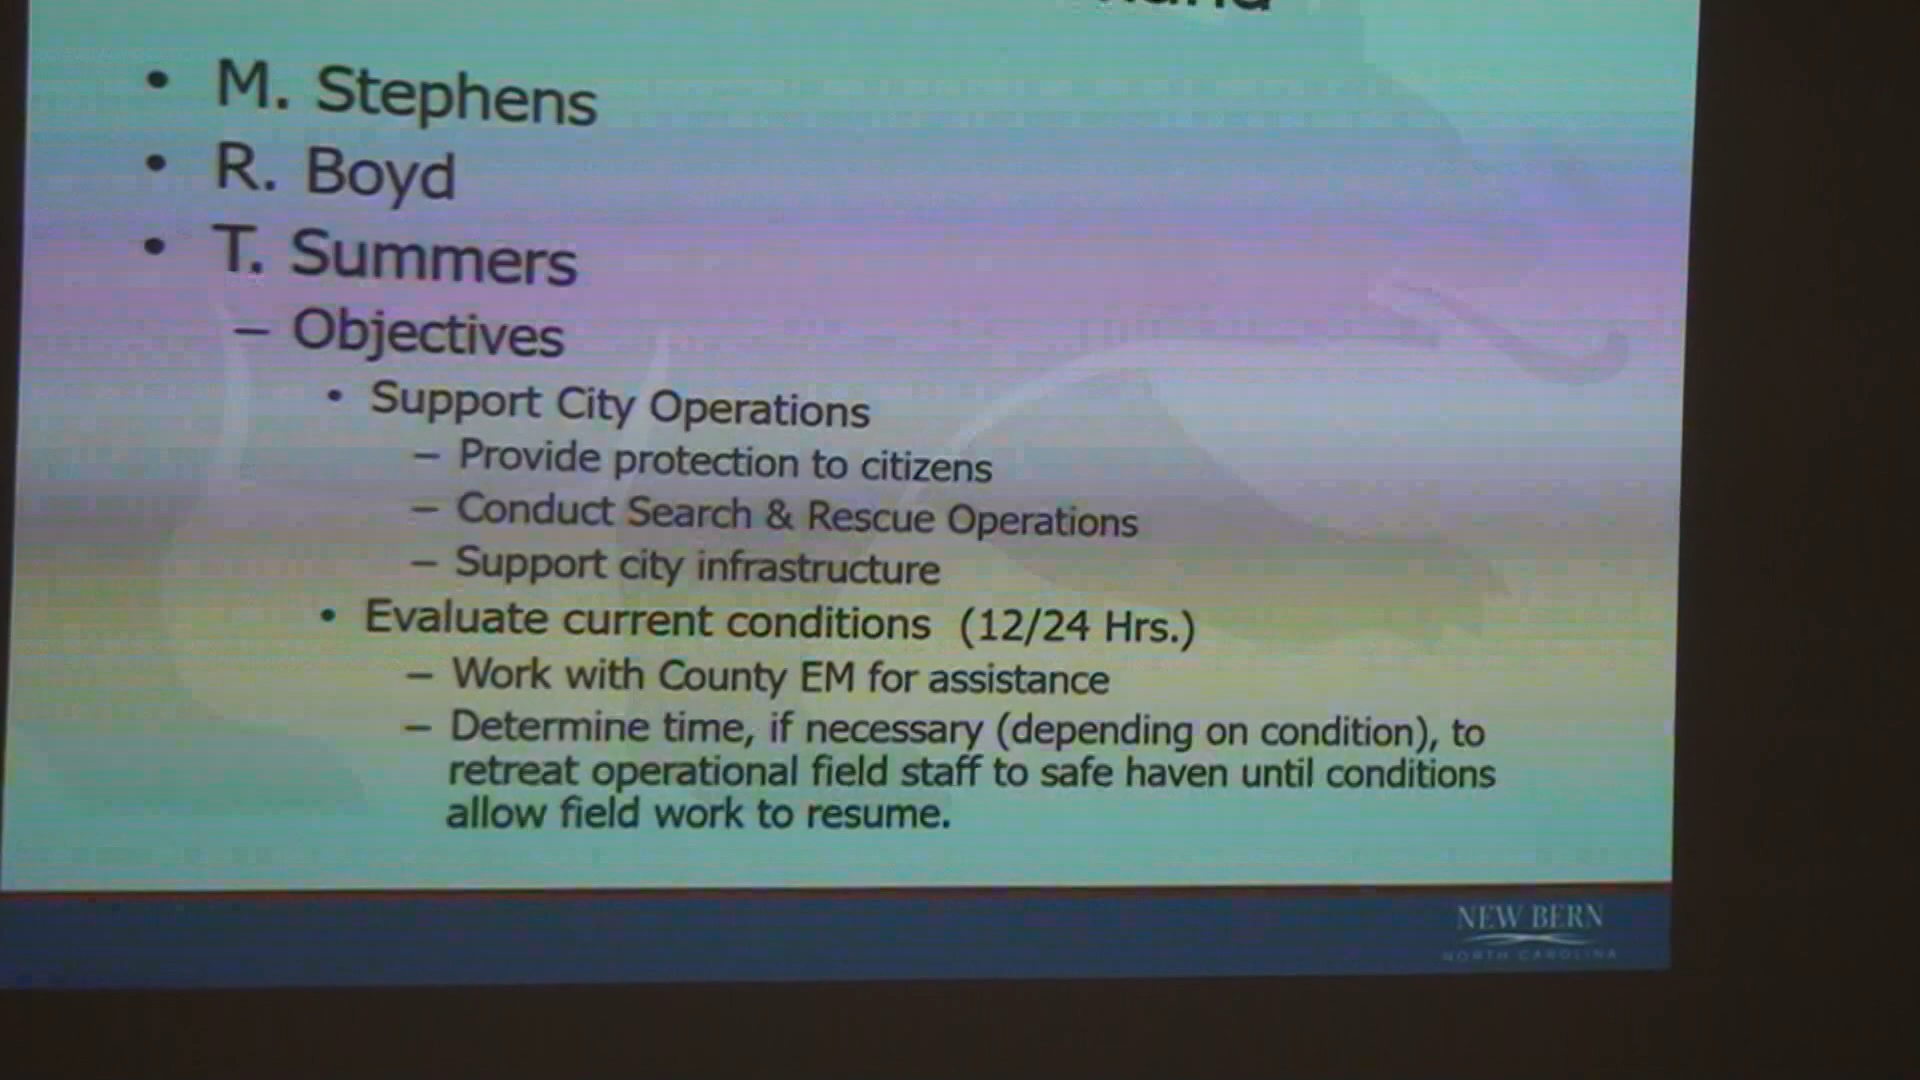 • M. Stephens
• R. Boyd
• T. Summers
– Objectives
• Support City Operations
– Provide protection to citizens
– Conduct Search & Rescue Operations
– Support city infrastructure
• Evaluate current conditions (12/24 Hrs.)
– Work with County EM for assistance
– Determine time, if necessary (depending on condition), to
retreat operational field staff to safe haven until conditions
allow field work to resume.
NEW BERN
NORTH CAROLINA